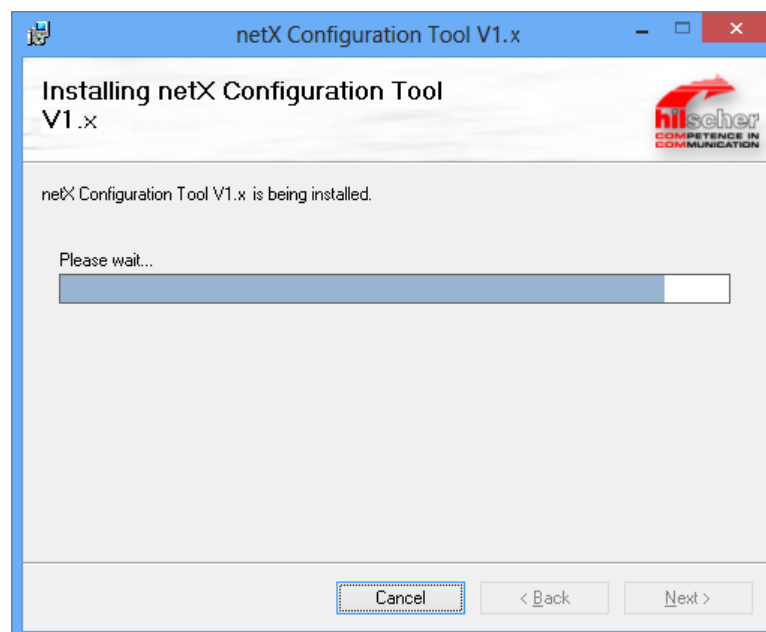 netX Configuration Tool V1.x
Installing netX Configuration Tool
V1.x
hilscher
COMPETENCE IN
COMMUNICATION
netX Configuration Tool V1.x is being installed.
Please wait...
Cancel
< Back
Next >